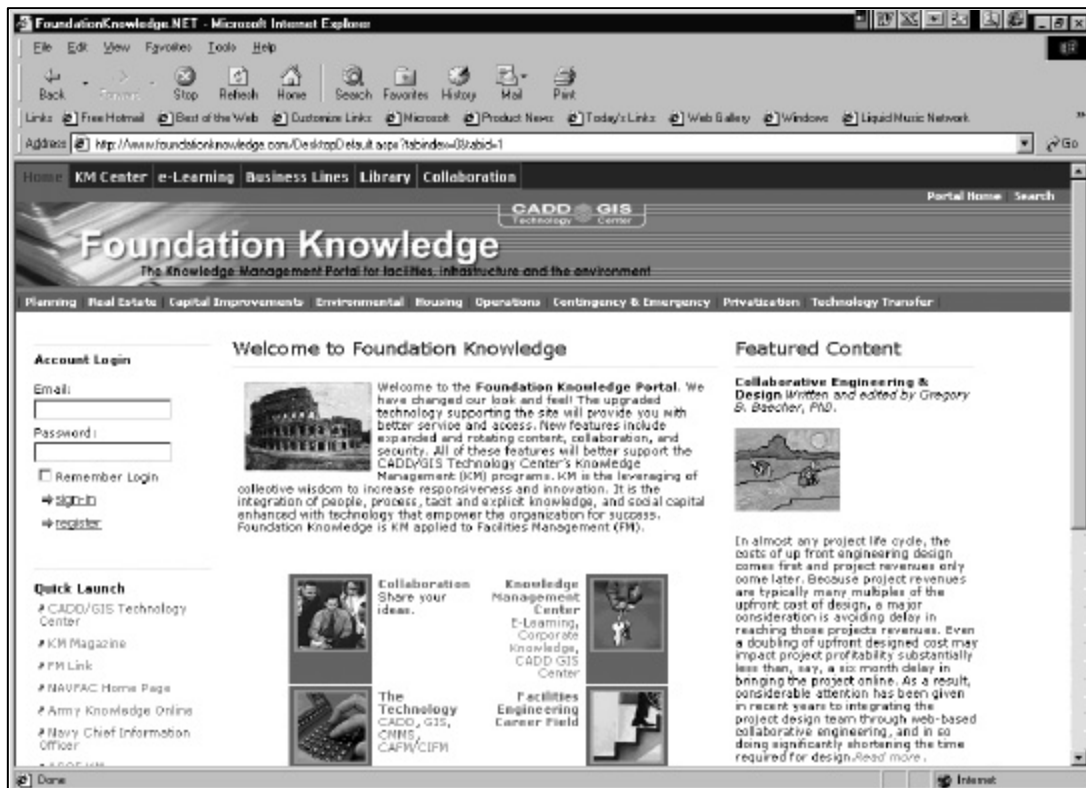 FoundationKnowledge.NET - Microsoft Internet Explorer
File Edit View Favorites Tools Help
Back Forward Stop Refresh Home Search Favorites History Mail Print
Links Free Hotmail Best of the Web Customize Links Microsoft Product News Today's Links Web Gallery Windows Liquid Music Network
Address http://www.foundationknowledge.com/DesktopDefault.aspx?tabindex=0&tabid=1 Go
Home KM Center e-Learning Business Lines Library Collaboration
Portal Home Search
CADD GIS
Technology Center
Foundation Knowledge
The Knowledge Management Portal for facilities, infrastructure and the environment
Planning Real Estate Capital Improvements Environmental Housing Operations Contingency & Emergency Privatization Technology Transfer
Account Login
Email:
Password:
Remember Login
sign-in
register
Quick Launch
CADD/GIS Technology
Center
KM Magazine
FM Link
NAVFAC Home Page
Army Knowledge Online
Navy Chief Information
Officer
Welcome to Foundation Knowledge
Welcome to the Foundation Knowledge Portal. We
have changed our look and feel! The upgraded
technology supporting the site will provide you with
better service and access. New features include
expanded and rotating content, collaboration, and
security. All of these features will better support the
CADD/GIS Technology Center's Knowledge
Management (KM) programs. KM is the leveraging of
collective wisdom to increase responsiveness and innovation. It is the
integration of people, process, tacit and explicit knowledge, and social capital
enhanced with technology that empower the organization for success.
Foundation Knowledge is KM applied to Facilities Management (FM).
Collaboration
Share your
ideas.
Knowledge
Management
Center
E-Learning,
Corporate
Knowledge,
CADD GIS
Center
The
Technology
CADD, GIS,
CMMS,
CAFM/CIFM
Facilities
Engineering
Career Field
Featured Content
Collaborative Engineering &
Design Written and edited by Gregory
B. Baecher, PhD.
In almost any project life cycle, the
costs of up front engineering design
comes first and project revenues only
come later. Because project revenues
are typically many multiples of the
upfront cost of design, a major
consideration is avoiding delay in
reaching those projects revenues. Even
a doubling of upfront designed cost may
impact project profitability substantially
less than, say, a six month delay in
bringing the project online. As a result,
considerable attention has been given
in recent years to integrating the
project design team through web-based
collaborative engineering, and in so
doing significantly shortening the time
required for design.Read more.
Done Internet